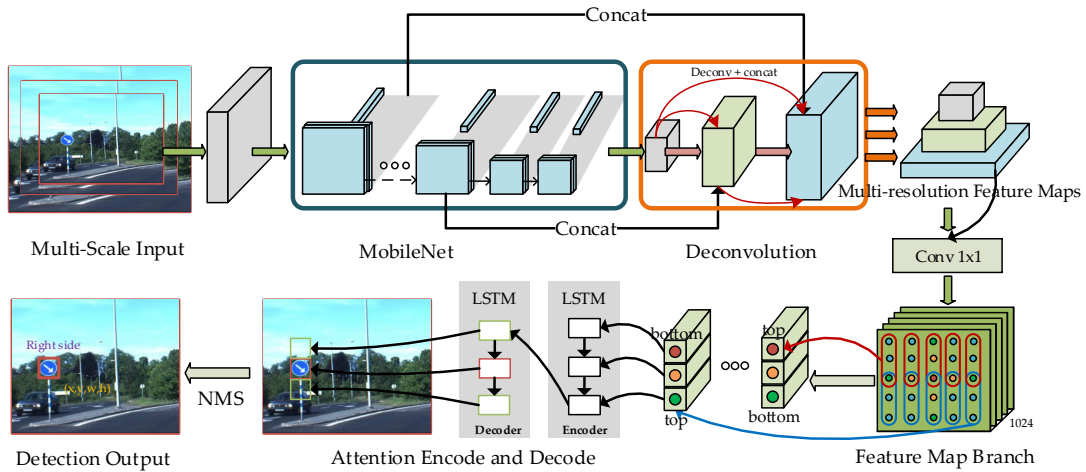 Concat
Deconv + concat
Multi-resolution Feature Maps
Multi-Scale Input
MobileNet
Concat
Deconvolution
Conv 1x1
LSTM
LSTM
bottom
top
Right side
(x,y,w,h)
NMS
top
bottom
Decoder
Encoder
1024
Detection Output
Attention Encode and Decode
Feature Map Branch